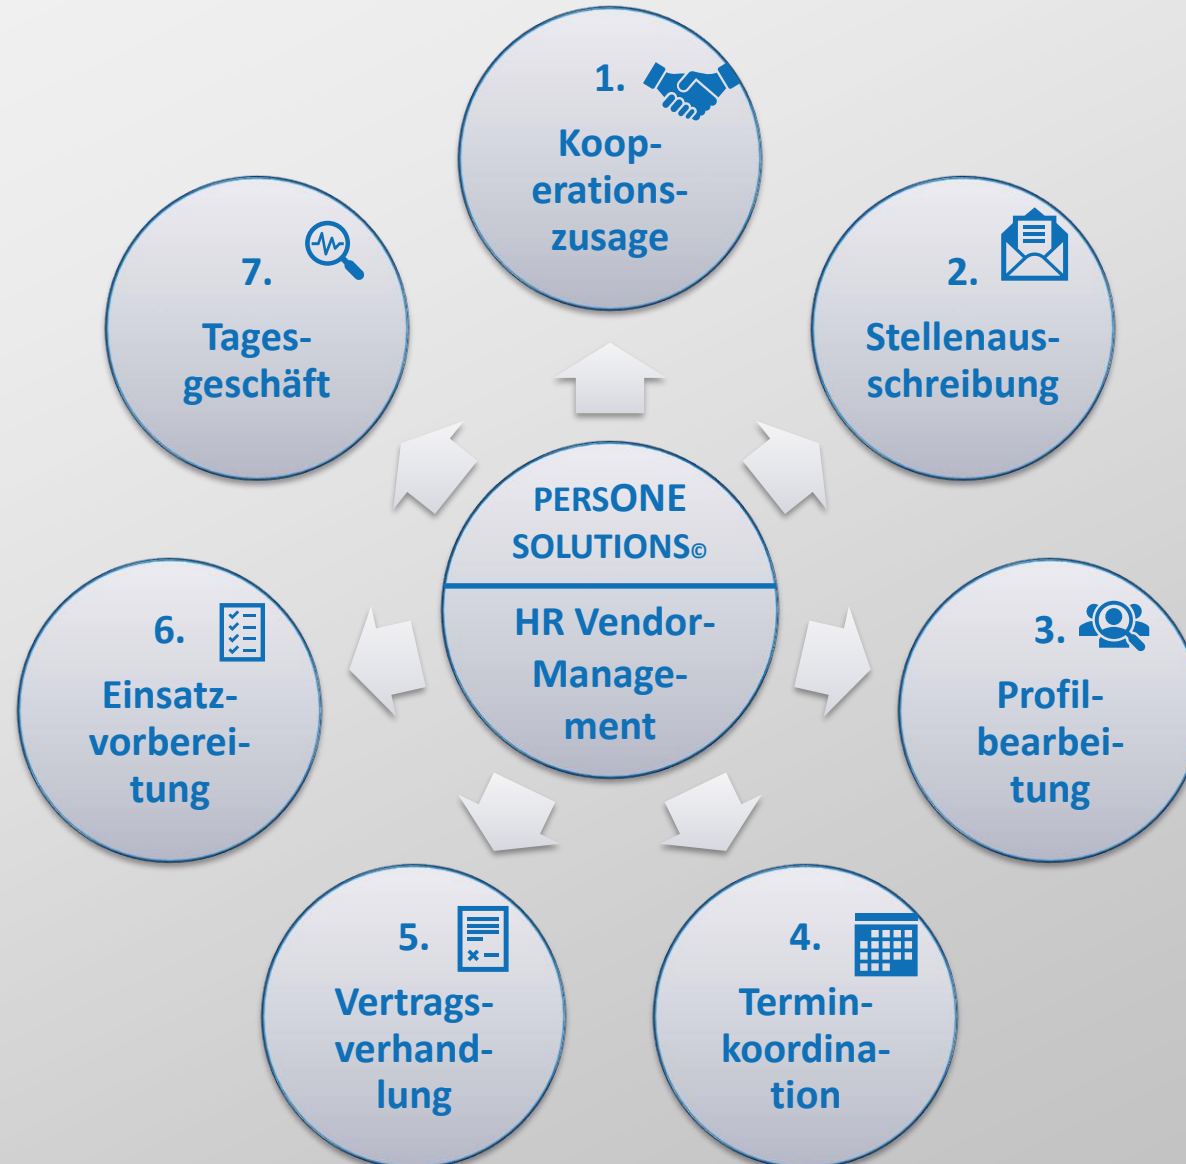 1.
Koop-
erations-
zusage
2.
Stellenaus-
schreibung
3.
Profil-
bearbei-
tung
4.
Termin-
koordina-
tion
5.
Vertrags-
verhand-
lung
6.
Einsatz-
vorberei-
tung
7.
Tages-
geschäft
PERSONE
SOLUTIONS©
HR Vendor-
Manage-
ment